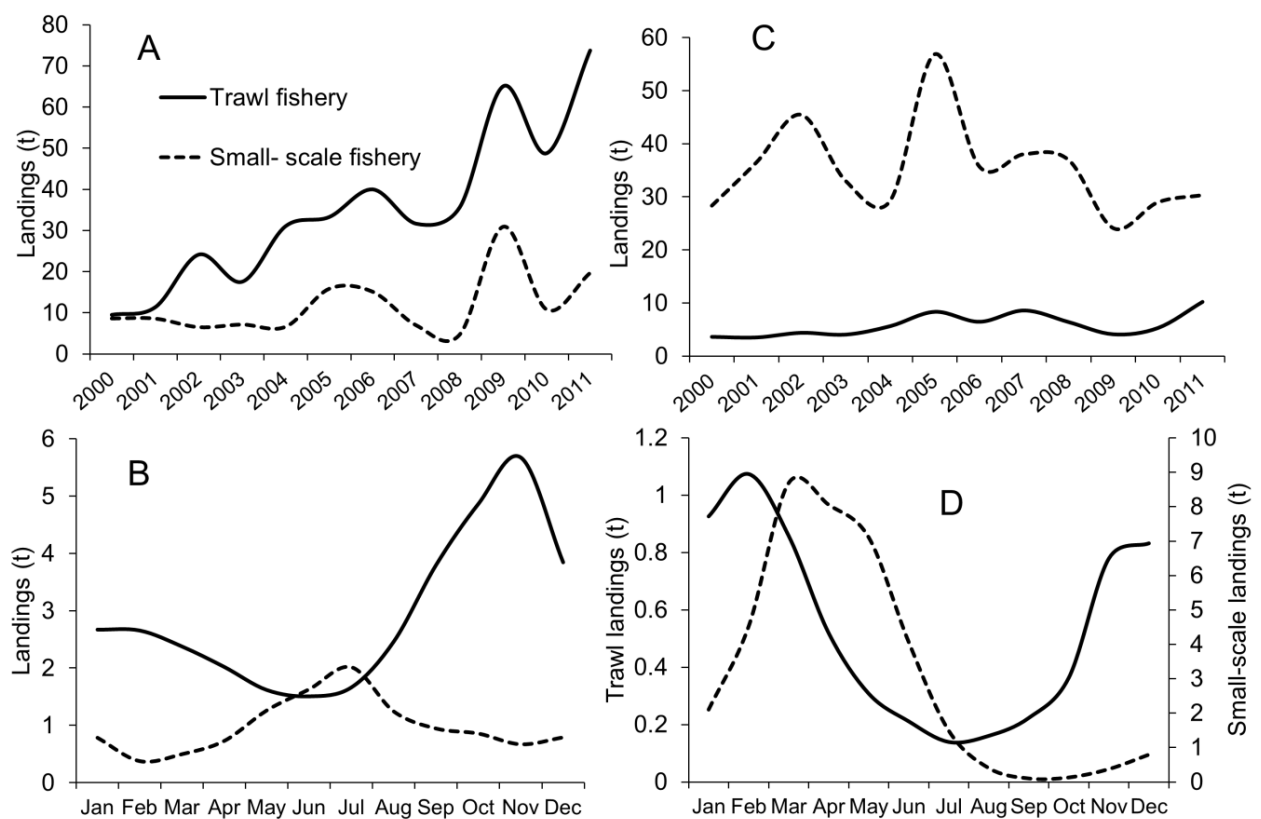 A
Trawl fishery
Small- scale fishery
Landings (t)
80
70
60
50
40
30
20
10
0
2000 2001 2002 2003 2004 2005 2006 2007 2008 2009 2010 2011
C
Landings (t)
60
50
40
30
20
10
0
2000 2001 2002 2003 2004 2005 2006 2007 2008 2009 2010 2011
B
Landings (t)
6
5
4
3
2
1
0
Jan Feb Mar Apr May Jun Jul Aug Sep Oct Nov Dec
D
Trawl landings (t)
1.2
1
0.8
0.6
0.4
0.2
0
Small-scale landings (t)
10
9
8
7
6
5
4
3
2
1
0
Jan Feb Mar Apr May Jun Jul Aug Sep Oct Nov Dec